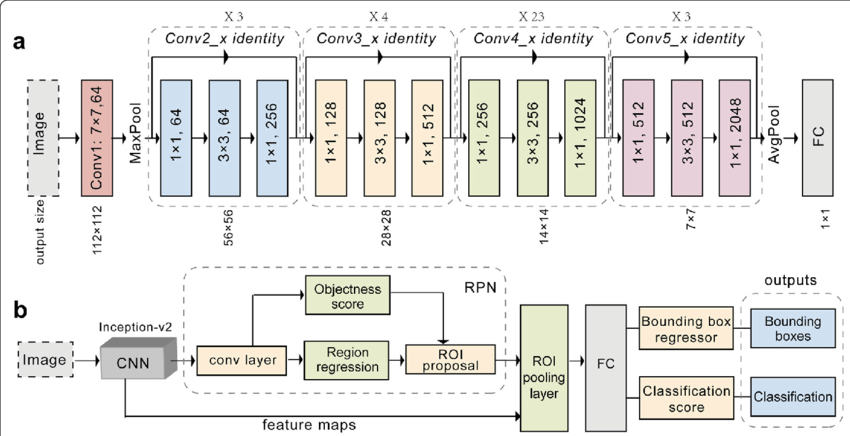 a
X 3
X 4
X 23
X 3
Conv2_x identity
Conv3_x identity
Conv4_x identity
Conv5_x identity
Image
Conv1: 7×7,64
MaxPool
1×1, 64
3×3, 64
1×1, 256
1×1, 128
3×3, 128
1×1, 512
1×1, 256
3×3, 256
1×1, 1024
1×1, 512
3×3, 512
1×1, 2048
AvgPool
FC
output size
112×112
56×56
28×28
14×14
7×7
1×1
b
Inception-v2
Image
CNN
RPN
Objectness
score
conv layer
Region
regression
ROI
proposal
feature maps
ROI
pooling
layer
FC
Bounding box
regressor
Classification
score
outputs
Bounding
boxes
Classification